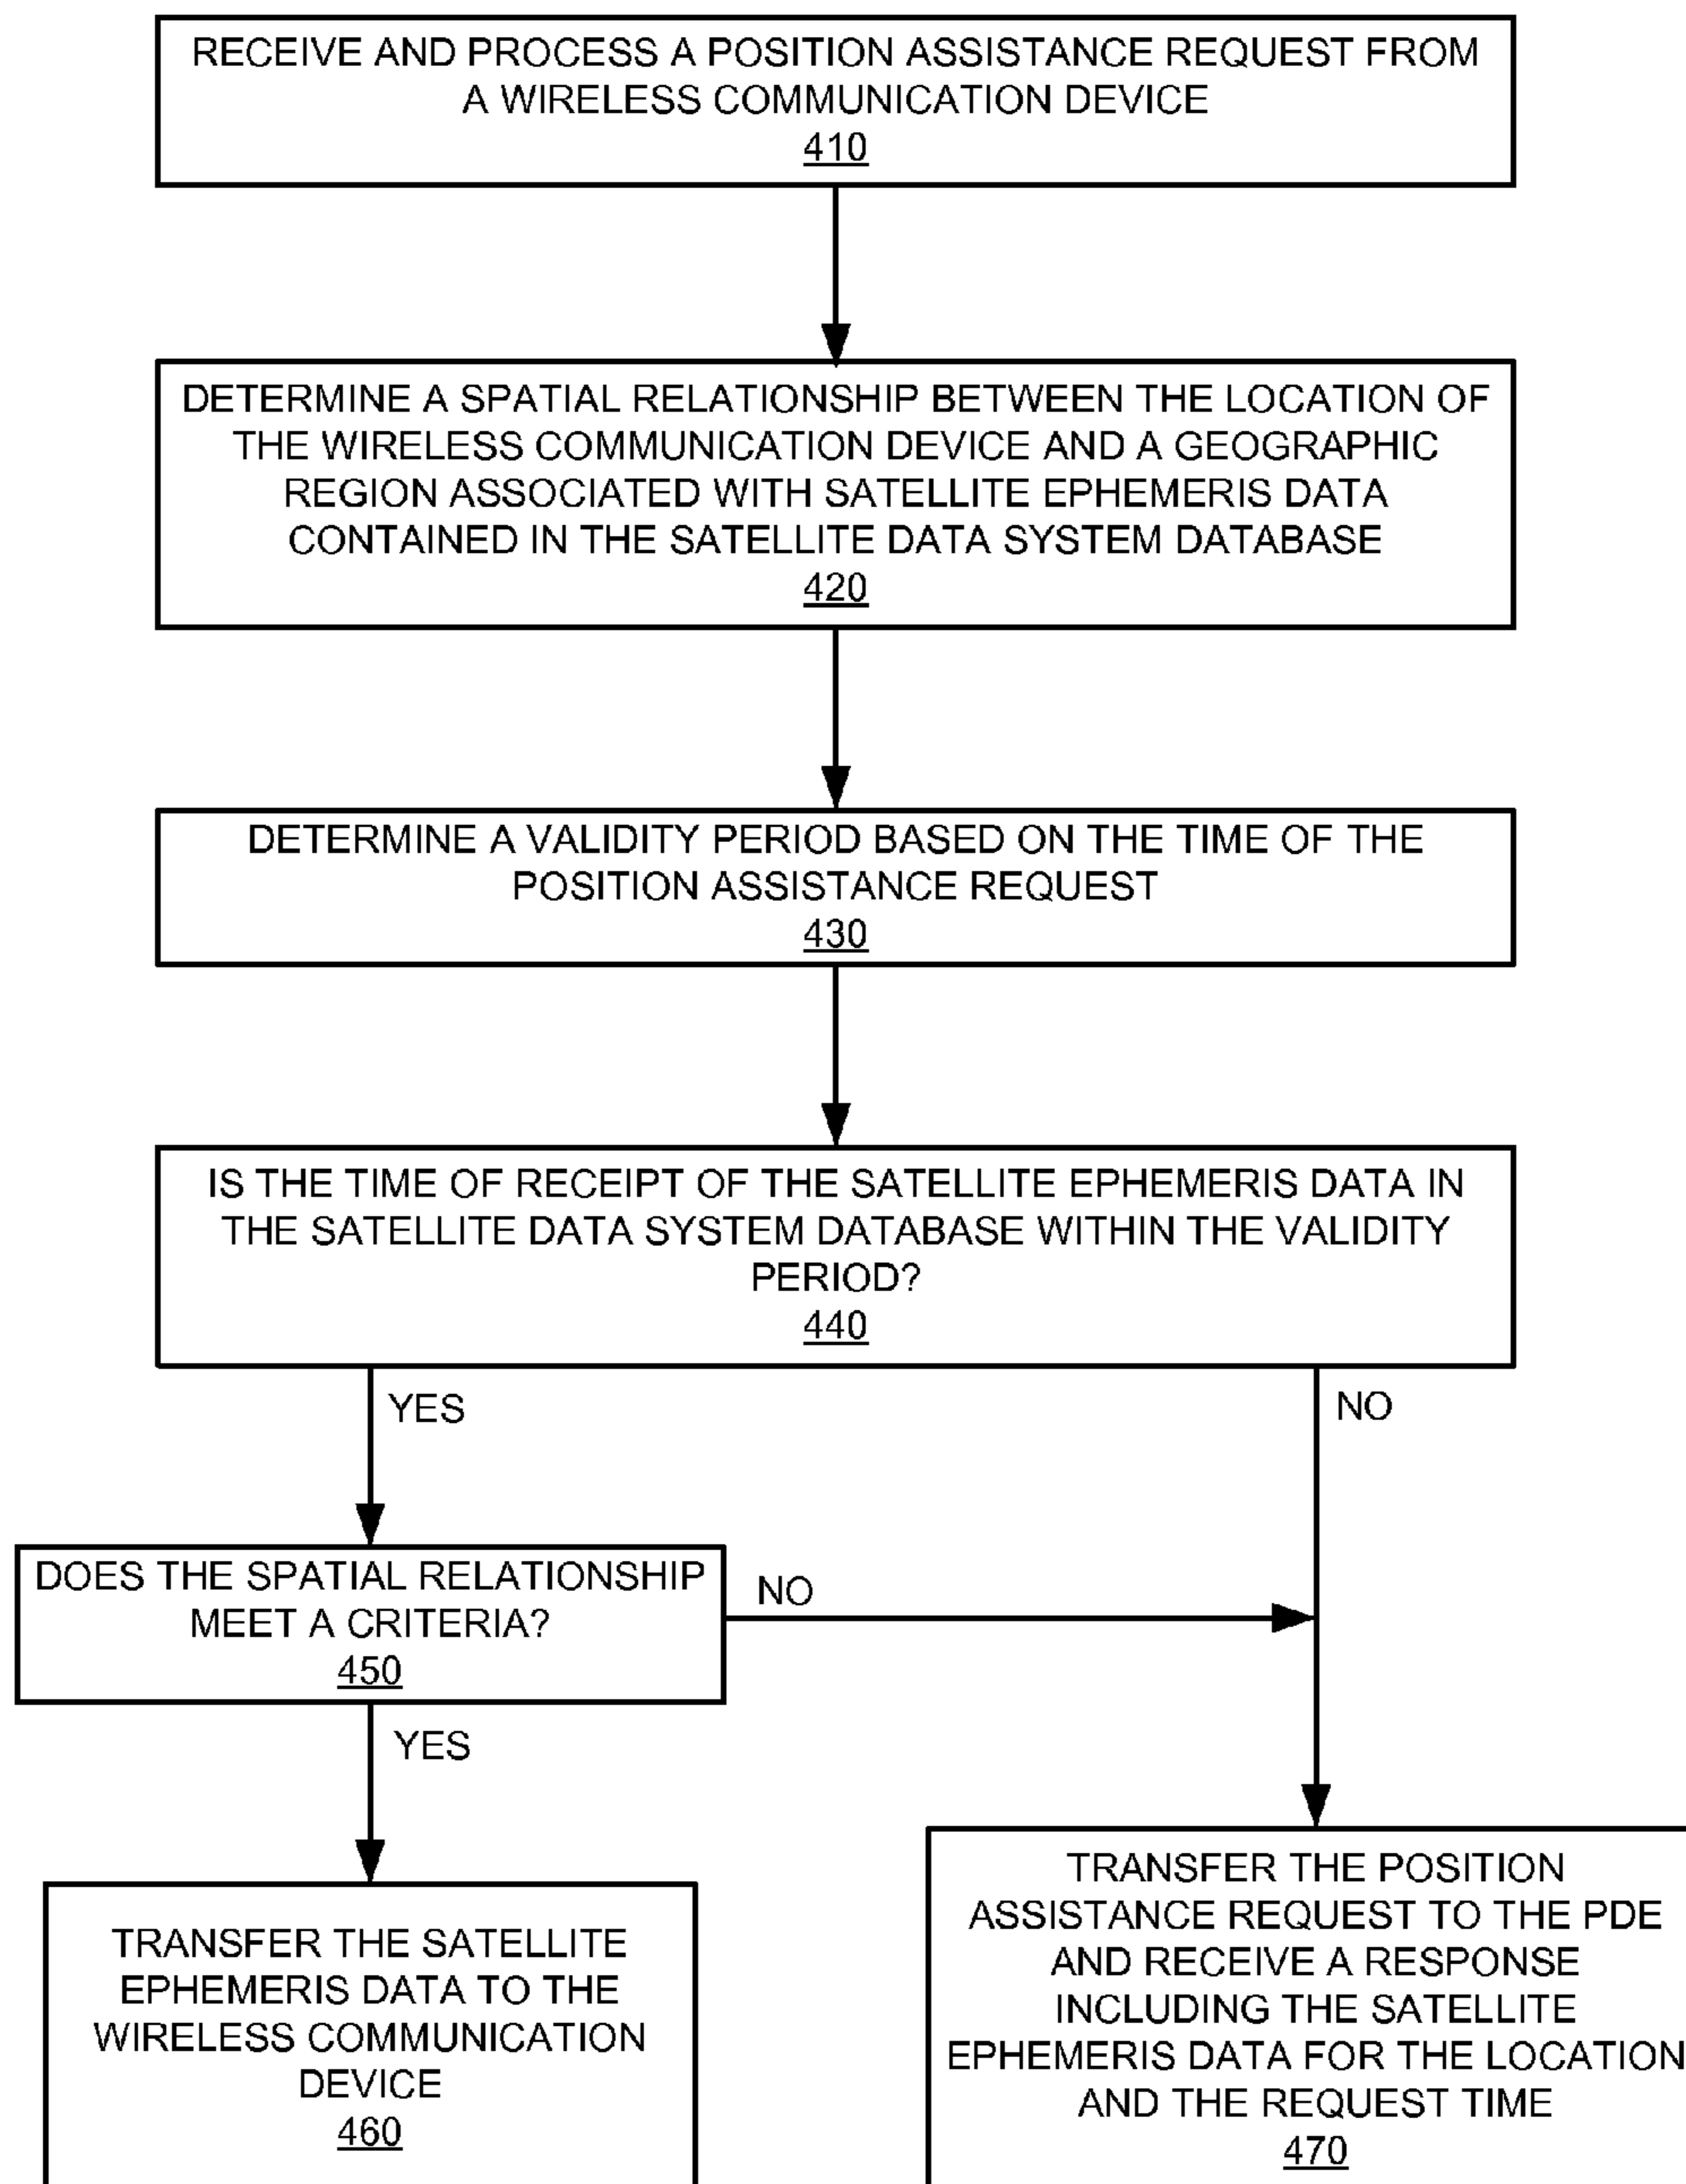 RECEIVE AND PROCESS A POSITION ASSISTANCE REQUEST FROM
A WIRELESS COMMUNICATION DEVICE
410
DETERMINE A SPATIAL RELATIONSHIP BETWEEN THE LOCATION OF
THE WIRELESS COMMUNICATION DEVICE AND A GEOGRAPHIC
REGION ASSOCIATED WITH SATELLITE EPHEMERIS DATA
CONTAINED IN THE SATELLITE DATA SYSTEM DATABASE
420
DETERMINE A VALIDITY PERIOD BASED ON THE TIME OF THE
POSITION ASSISTANCE REQUEST
430
IS THE TIME OF RECEIPT OF THE SATELLITE EPHEMERIS DATA IN
THE SATELLITE DATA SYSTEM DATABASE WITHIN THE VALIDITY
PERIOD?
440
YES
NO
DOES THE SPATIAL RELATIONSHIP
MEET A CRITERIA?
450
NO
YES
TRANSFER THE SATELLITE
EPHEMERIS DATA TO THE
WIRELESS COMMUNICATION
DEVICE
460
TRANSFER THE POSITION
ASSISTANCE REQUEST TO THE PDE
AND RECEIVE A RESPONSE
INCLUDING THE SATELLITE
EPHEMERIS DATA FOR THE LOCATION
AND THE REQUEST TIME
470